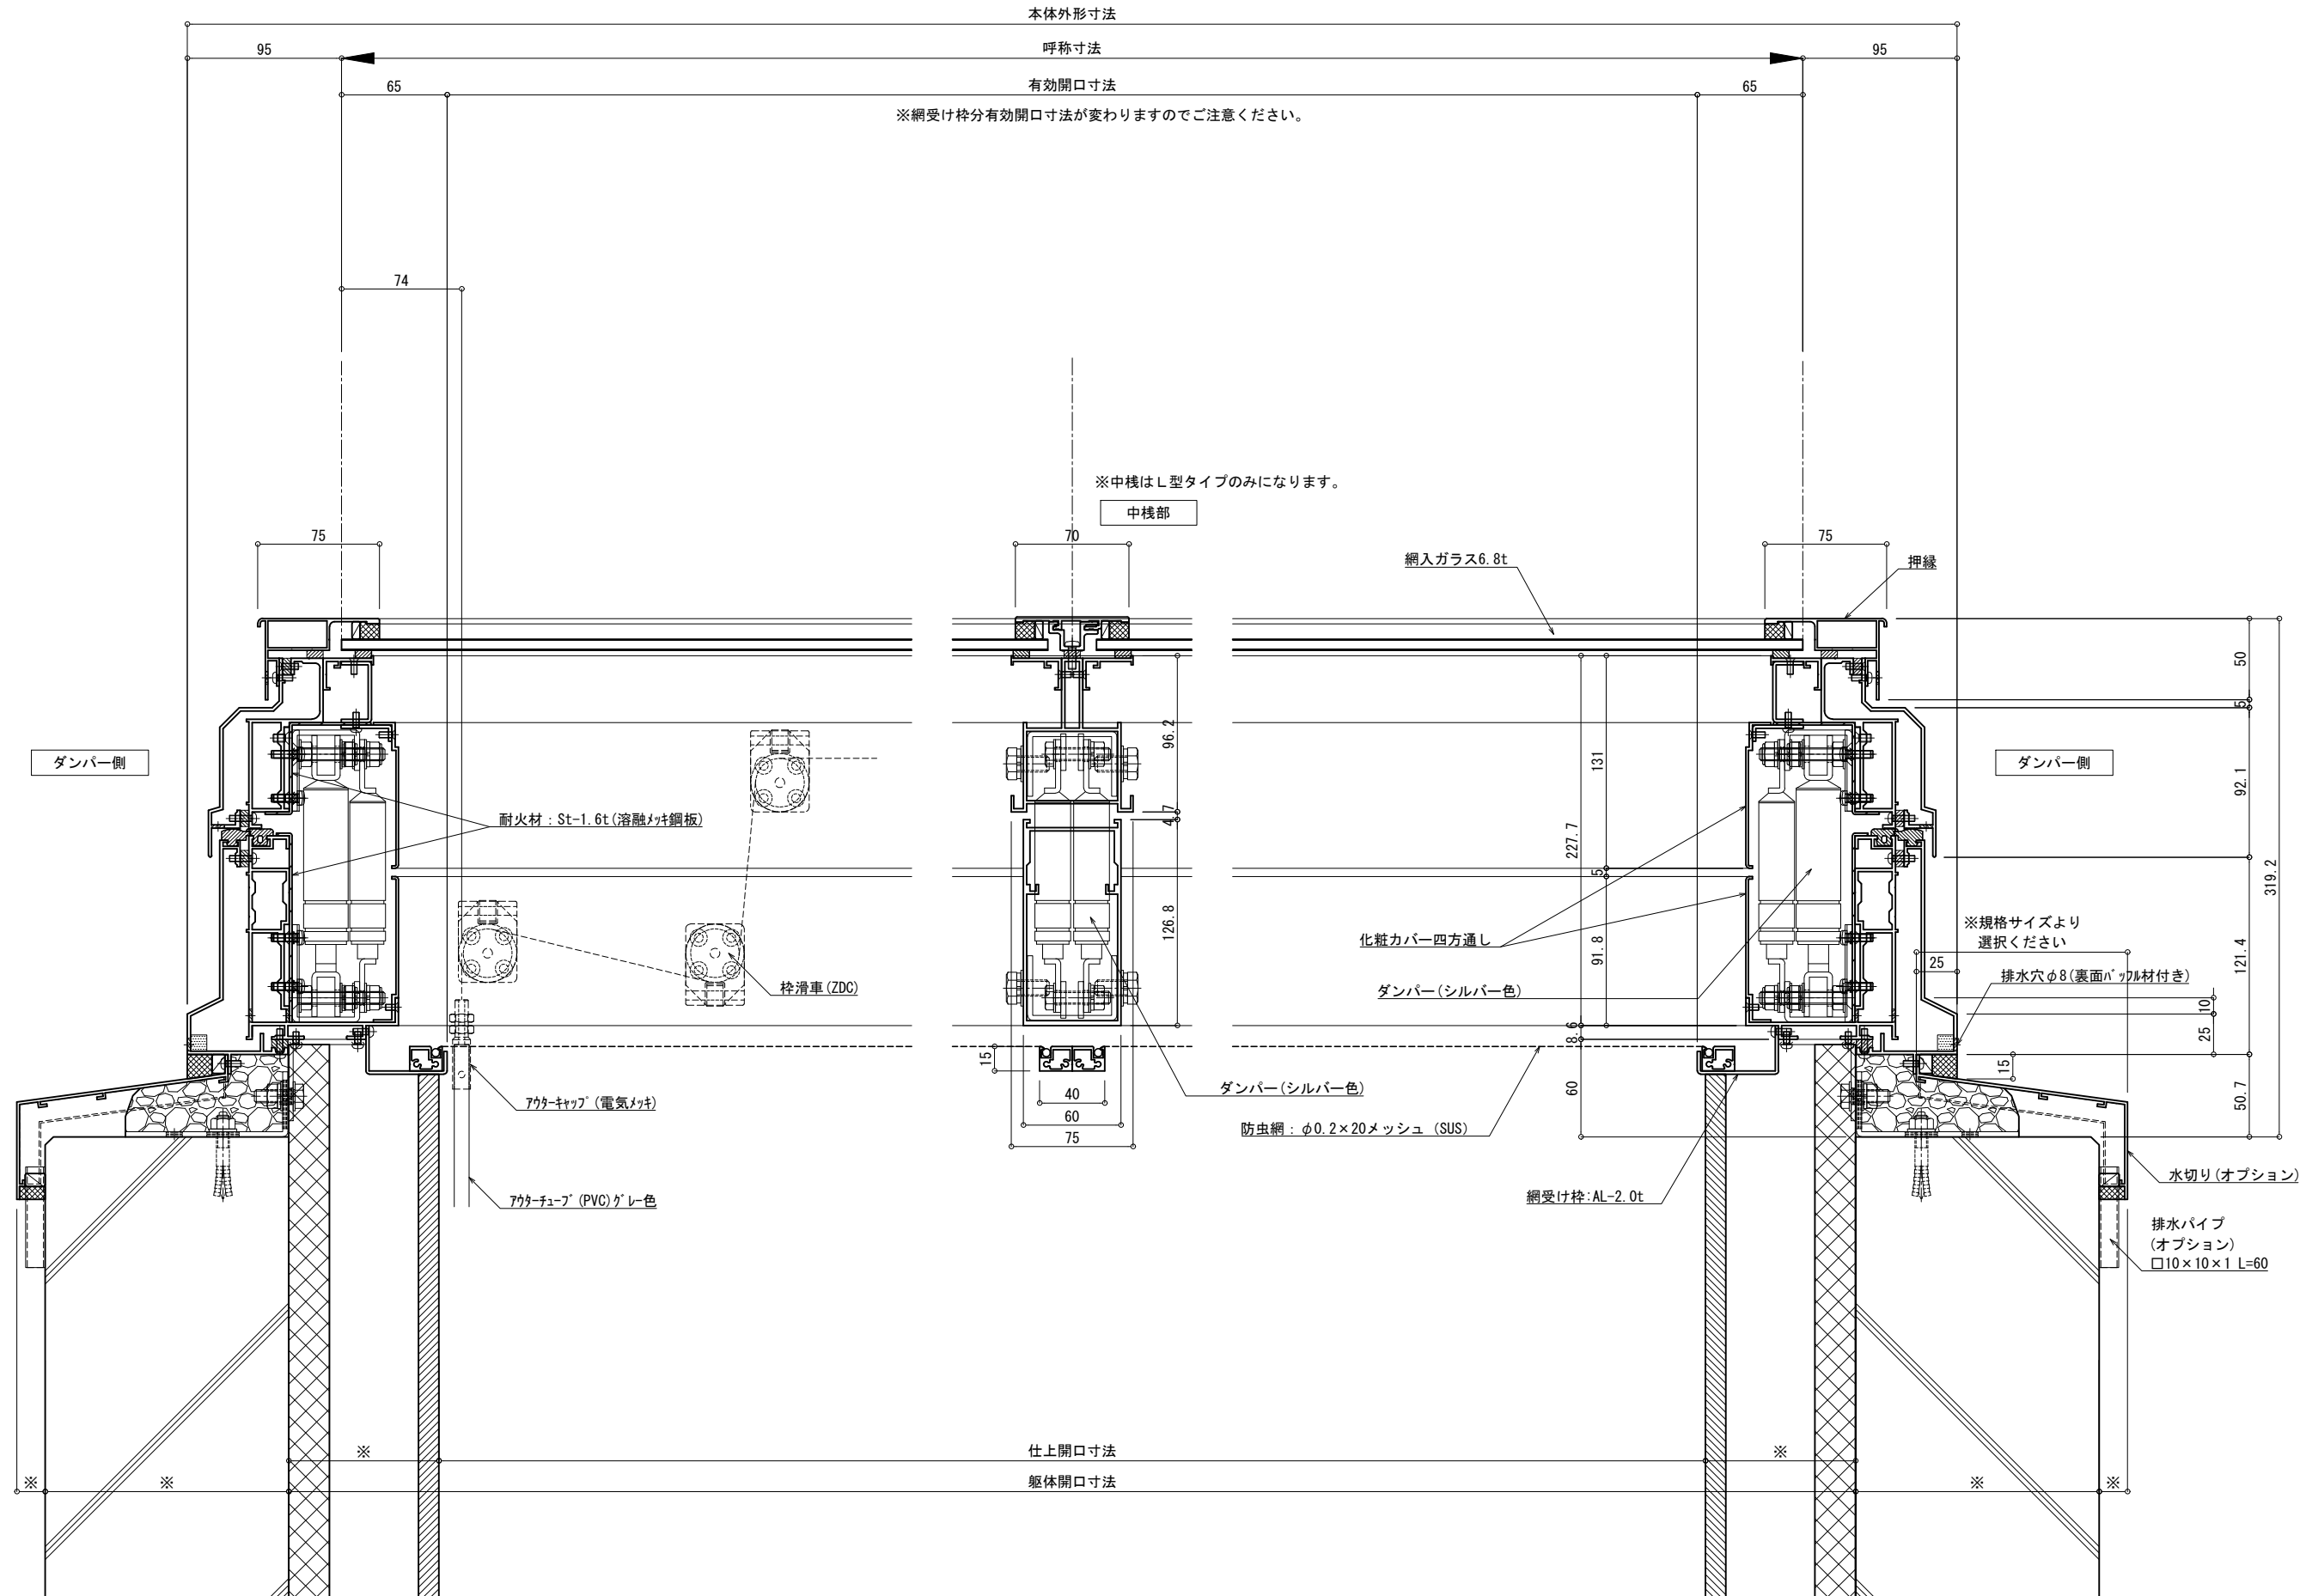 本体外形寸法
95
呼称寸法
95
65
有効開口寸法
65
※網受け枠分有効開口寸法が変わりますのでご注意ください。
74
※中桟はL型タイプのみになります。
中桟部
75
70
75
網入ガラス6.8t
押縁
50
5
96.2
131
ダンパー側
ダンパー側
92.1
7
4
耐火材：St-1.6t(溶融ﾒｯｷ鋼板)
227.7
319.2
5
126.8
※規格サイズより
選択ください
化粧カバー四方通し
91.8
121.4
25
排水穴φ8(裏面ﾊﾞｯﾌﾙ材付き)
枠滑車(ZDC)
ダンパー(シルバー色)
10
25
8.6
15
15
ダンパー(シルバー色)
60
50.7
ｱｳﾀｰｷｬｯﾌﾟ(電気ﾒｯｷ)
40
60
防虫網：φ0.2×20メッシュ (SUS)
75
水切り(オプション)
網受け枠:AL-2.0t
ｱｳﾀｰﾁｭｰﾌﾞ(PVC)ｸﾞﾚｰ色
排水パイプ
(オプション)
□10×10×1 L=60
※
仕上開口寸法
※
※
※
躯体開口寸法
※
※